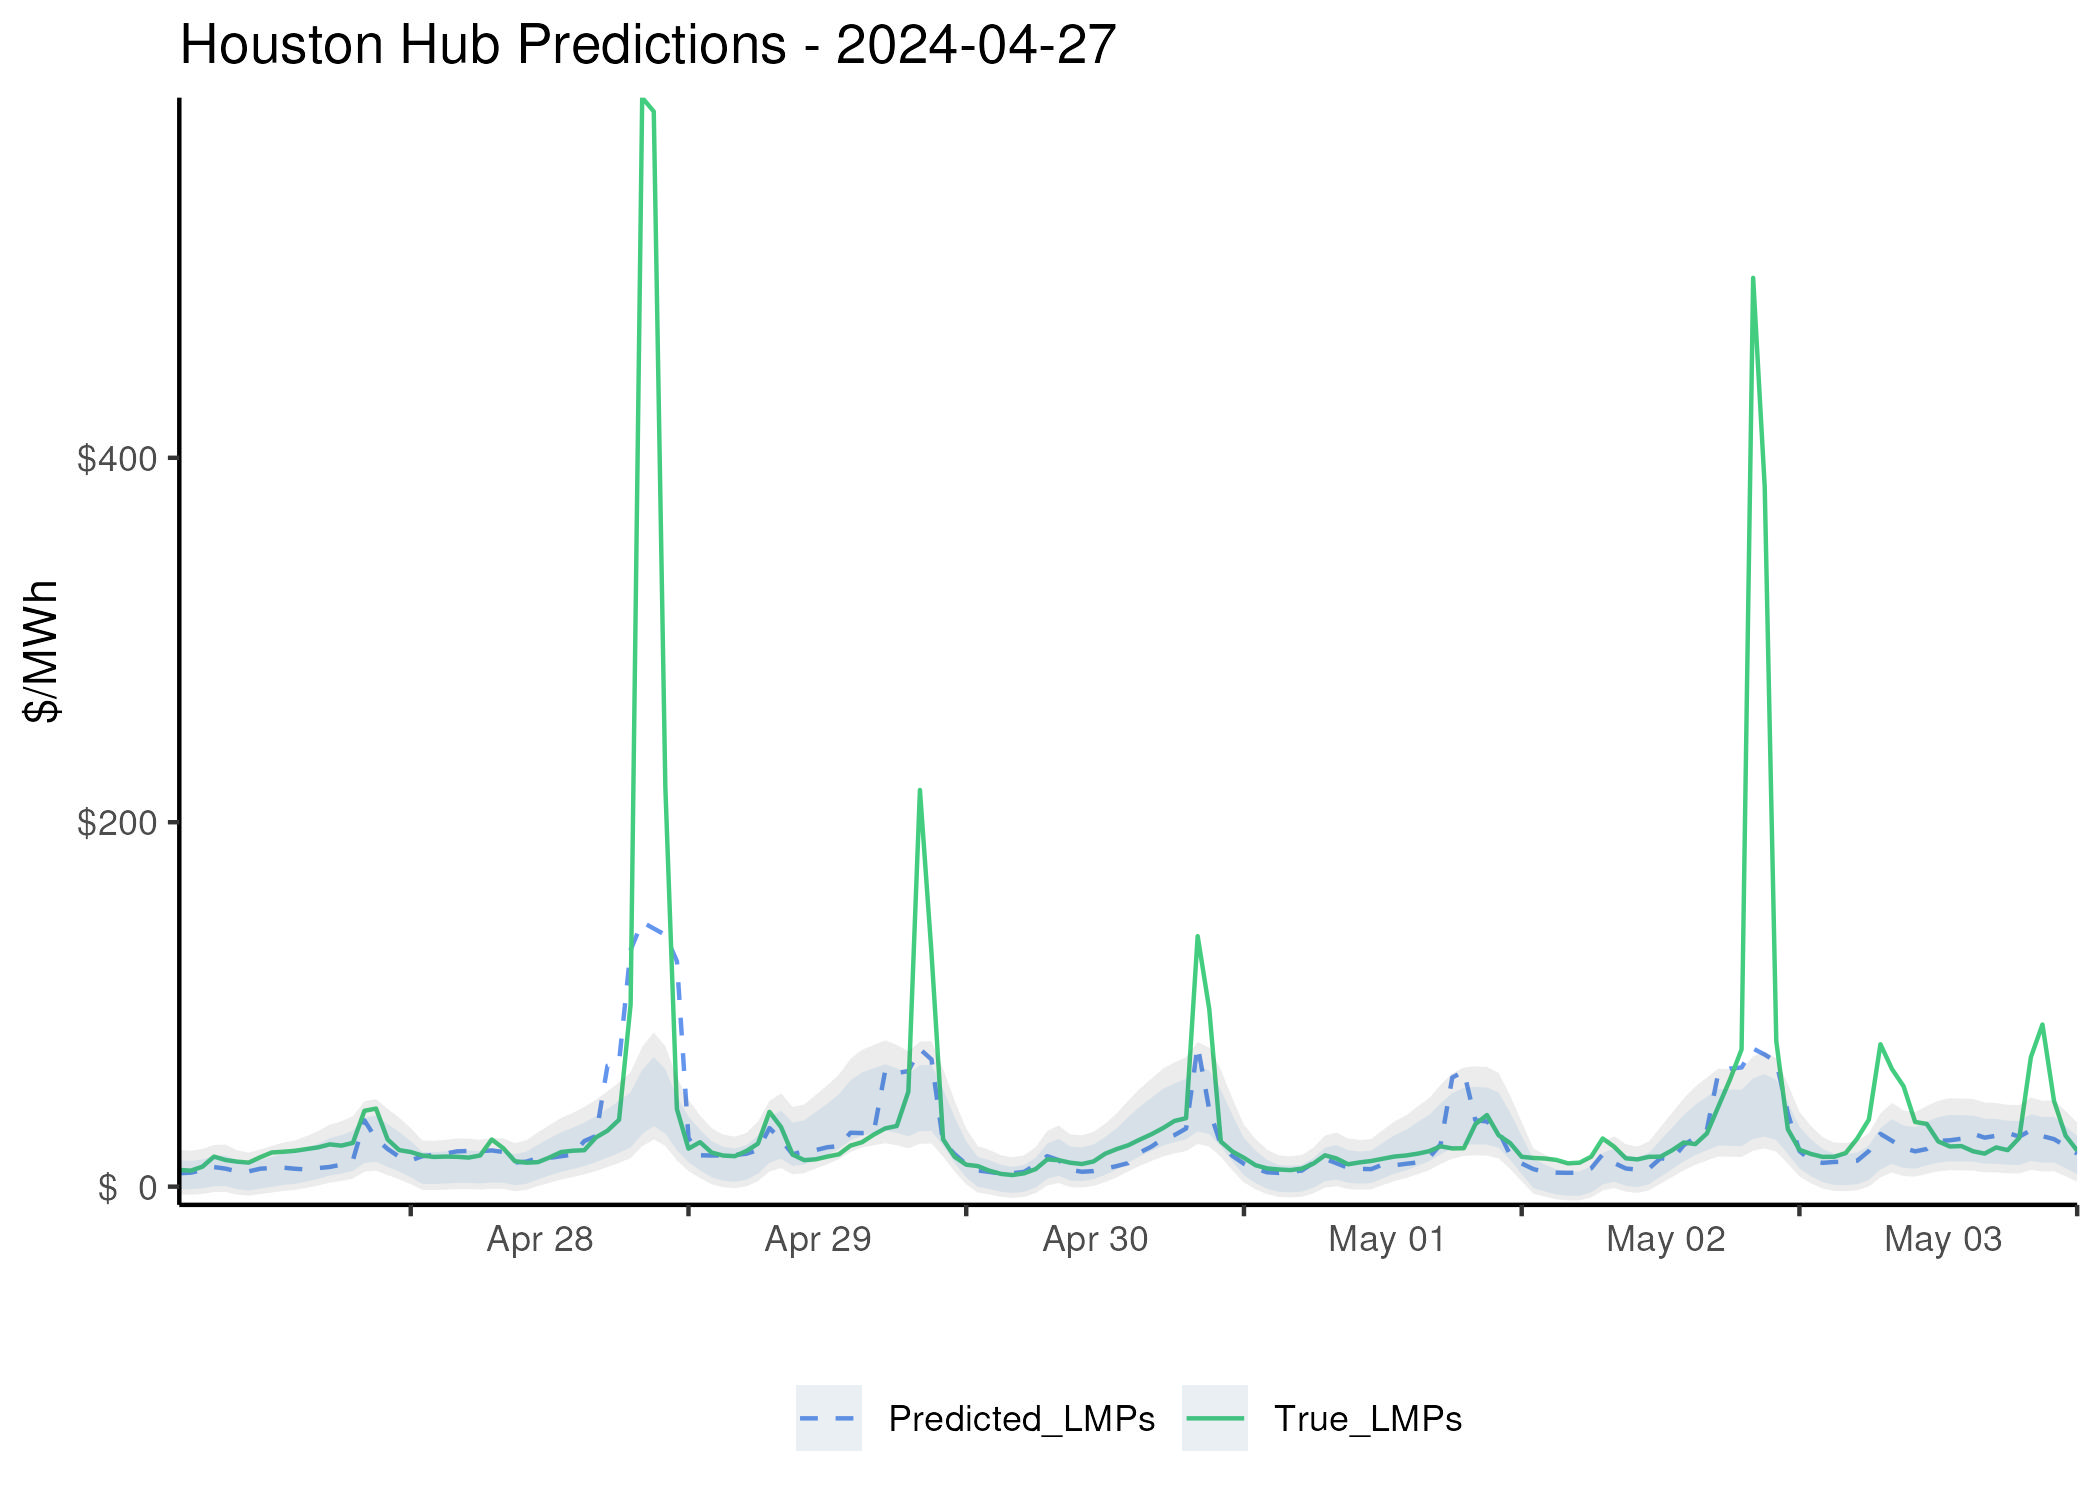 Houston Hub Predictions - 2024-04-27
$/MWh
$400
$200
$ 0
Apr 28 Apr 29 Apr 30 May 01 May 02 May 03
Predicted_LMPs True_LMPs